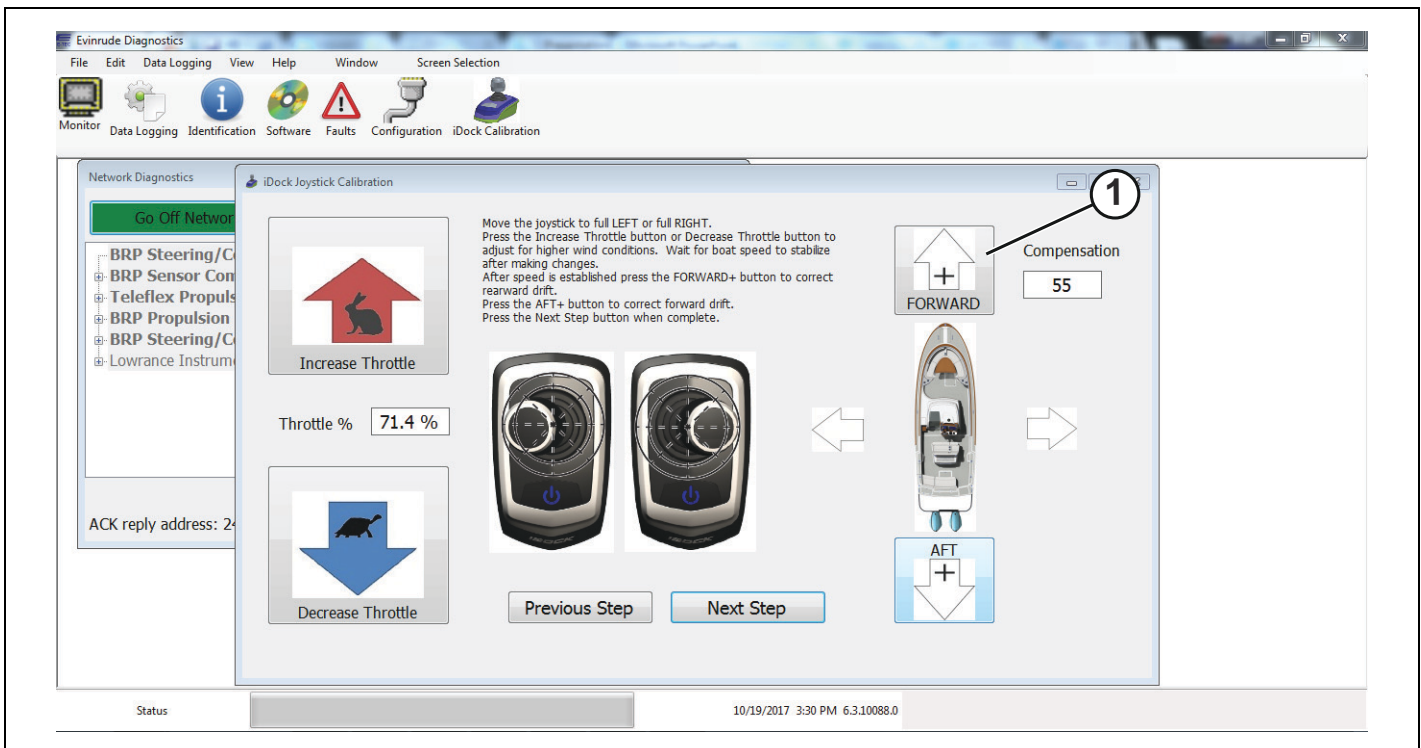 Evinrude Diagnostics
File Edit Data Logging View Help Window Screen Selection
Monitor Data Logging Identification Software Faults Configuration iDock Calibration
Network Diagnostics
Go Off Networ
BRP Steering/C
BRP Sensor Con
Teleflex Propuls
BRP Propulsion
BRP Steering/C
Lowrance Instrum
ACK reply address: 24
iDock Joystick Calibration
1
Increase Throttle
Throttle % 71.4 %
Decrease Throttle
Move the joystick to full LEFT or full RIGHT.
Press the Increase Throttle button or Decrease Throttle button to
adjust for higher wind conditions. Wait for boat speed to stabilize
after making changes.
After speed is established press the FORWARD+ button to correct
rearward drift.
Press the AFT+ button to correct forward drift.
Press the Next Step button when complete.
Previous Step Next Step
+
FORWARD
Compensation
55
AFT
+
Status
10/19/2017 3:30 PM 6.3.10088.0